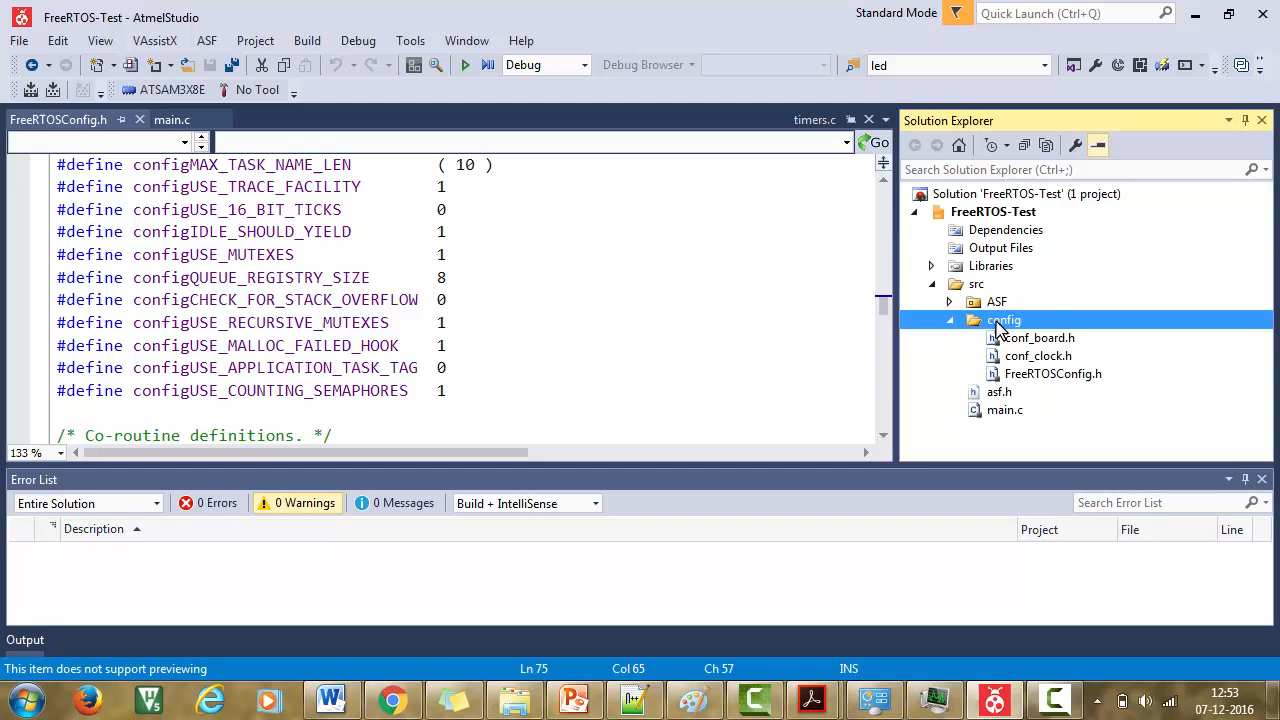 FreeRTOS-Test - AtmelStudio
Standard Mode
Quick Launch (Ctrl+Q)
File Edit View VAssistX ASF Project Build Debug Tools Window Help
Debug
Debug Browser
led
ATSAM3X8E
No Tool
FreeRTOSConfig.h
main.c
timers.c
Go
#define configMAX_TASK_NAME_LEN ( 10 )
#define configUSE_TRACE_FACILITY 1
#define configUSE_16_BIT_TICKS 0
#define configIDLE_SHOULD_YIELD 1
#define configUSE_MUTEXES 1
#define configQUEUE_REGISTRY_SIZE 8
#define configCHECK_FOR_STACK_OVERFLOW 0
#define configUSE_RECURSIVE_MUTEXES 1
#define configUSE_MALLOC_FAILED_HOOK 1
#define configUSE_APPLICATION_TASK_TAG 0
#define configUSE_COUNTING_SEMAPHORES 1
/* Co-routine definitions. */
133 %
Solution Explorer
Search Solution Explorer (Ctrl+;)
Solution 'FreeRTOS-Test' (1 project)
FreeRTOS-Test
Dependencies
Output Files
Libraries
src
ASF
config
conf_board.h
conf_clock.h
FreeRTOSConfig.h
asf.h
main.c
Error List
Entire Solution
0 Errors
0 Warnings
0 Messages
Build + IntelliSense
Search Error List
Description Project File Line
Output
This item does not support previewing Ln 75 Col 65 Ch 57 INS
12:53
07-12-2016